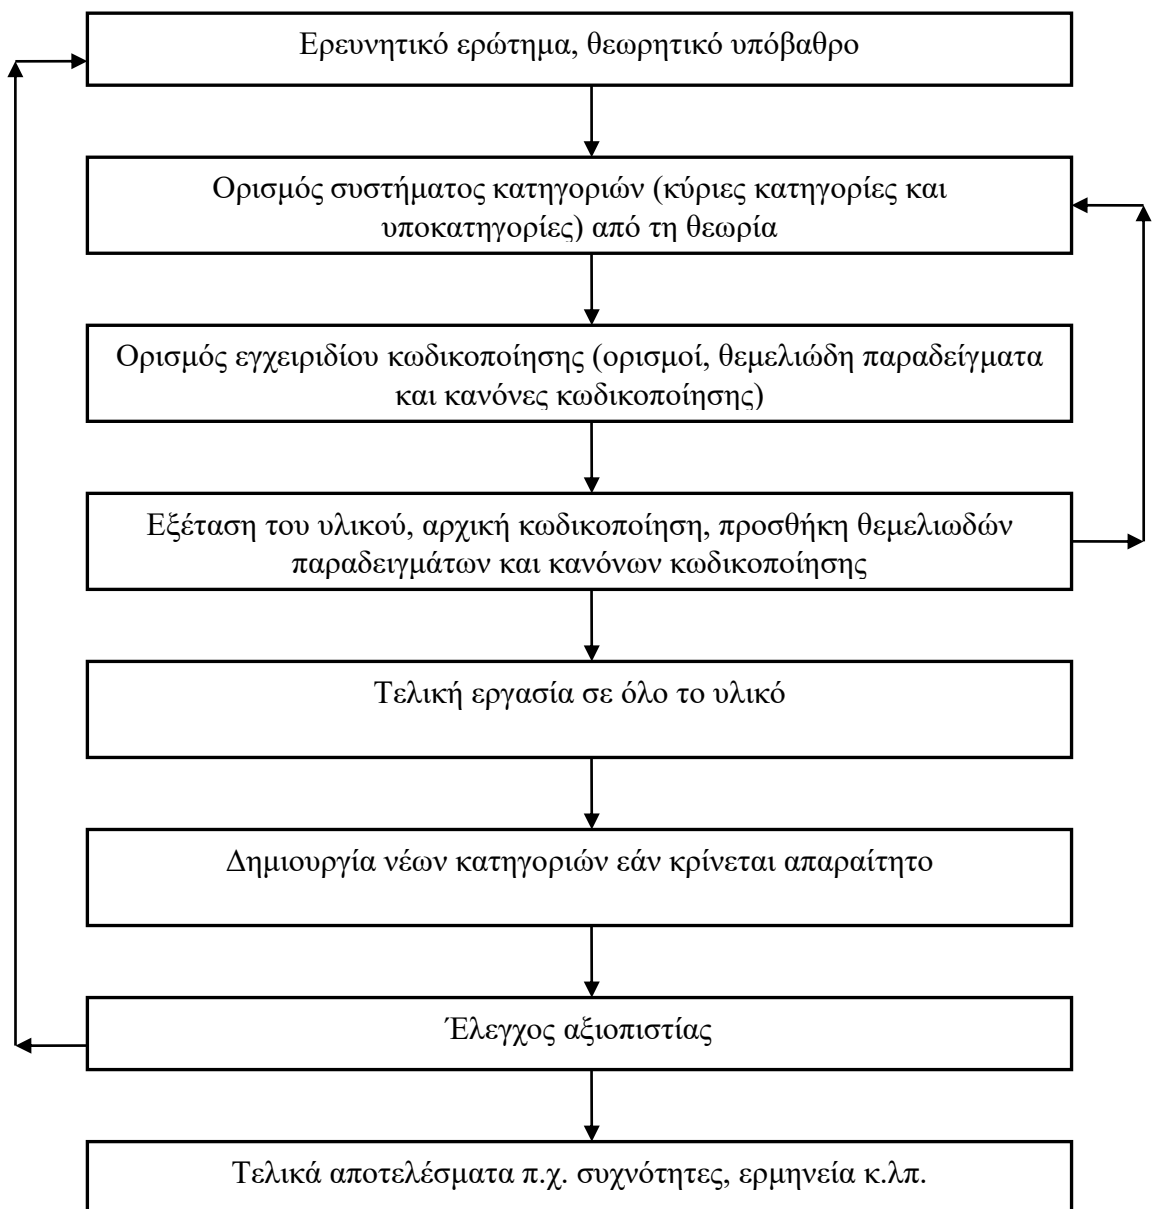 Ερευνητικό ερώτημα, θεωρητικό υπόβαθρο
Ορισμός συστήματος κατηγοριών (κύριες κατηγορίες και
υποκατηγορίες) από τη θεωρία
Ορισμός εγχειριδίου κωδικοποίησης (ορισμοί, θεμελιώδη παραδείγματα
και κανόνες κωδικοποίησης)
Εξέταση του υλικού, αρχική κωδικοποίηση, προσθήκη θεμελιωδών
παραδειγμάτων και κανόνων κωδικοποίησης
Τελική εργασία σε όλο το υλικό
Δημιουργία νέων κατηγοριών εάν κρίνεται απαραίτητο
Έλεγχος αξιοπιστίας
Τελικά αποτελέσματα π.χ. συχνότητες, ερμηνεία κ.λπ.